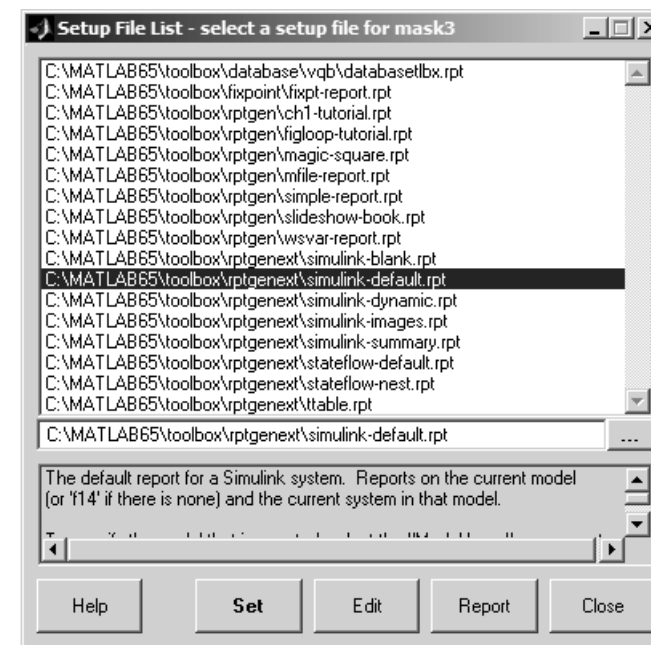 Setup File List - select a setup file for mask3
C:\MATLAB65\toolbox\database\vqb\databasetlbx.rpt
C:\MATLAB65\toolbox\fixpoint\fixpt-report.rpt
C:\MATLAB65\toolbox\rptgen\ch1-tutorial.rpt
C:\MATLAB65\toolbox\rptgen\figloop-tutorial.rpt
C:\MATLAB65\toolbox\rptgen\magic-square.rpt
C:\MATLAB65\toolbox\rptgen\mfile-report.rpt
C:\MATLAB65\toolbox\rptgen\simple-report.rpt
C:\MATLAB65\toolbox\rptgen\slideshow-book.rpt
C:\MATLAB65\toolbox\rptgen\wsvar-report.rpt
C:\MATLAB65\toolbox\rptgenext\simulink-blank.rpt
C:\MATLAB65\toolbox\rptgenext\simulink-default.rpt
C:\MATLAB65\toolbox\rptgenext\simulink-dynamic.rpt
C:\MATLAB65\toolbox\rptgenext\simulink-images.rpt
C:\MATLAB65\toolbox\rptgenext\simulink-summary.rpt
C:\MATLAB65\toolbox\rptgenext\stateflow-default.rpt
C:\MATLAB65\toolbox\rptgenext\stateflow-nest.rpt
C:\MATLAB65\toolbox\rptgenext\ttable.rpt
C:\MATLAB65\toolbox\rptgenext\simulink-default.rpt ...
The default report for a Simulink system. Reports on the current model
(or 'f14' if there is none) and the current system in that model.
Help Set Edit Report Close